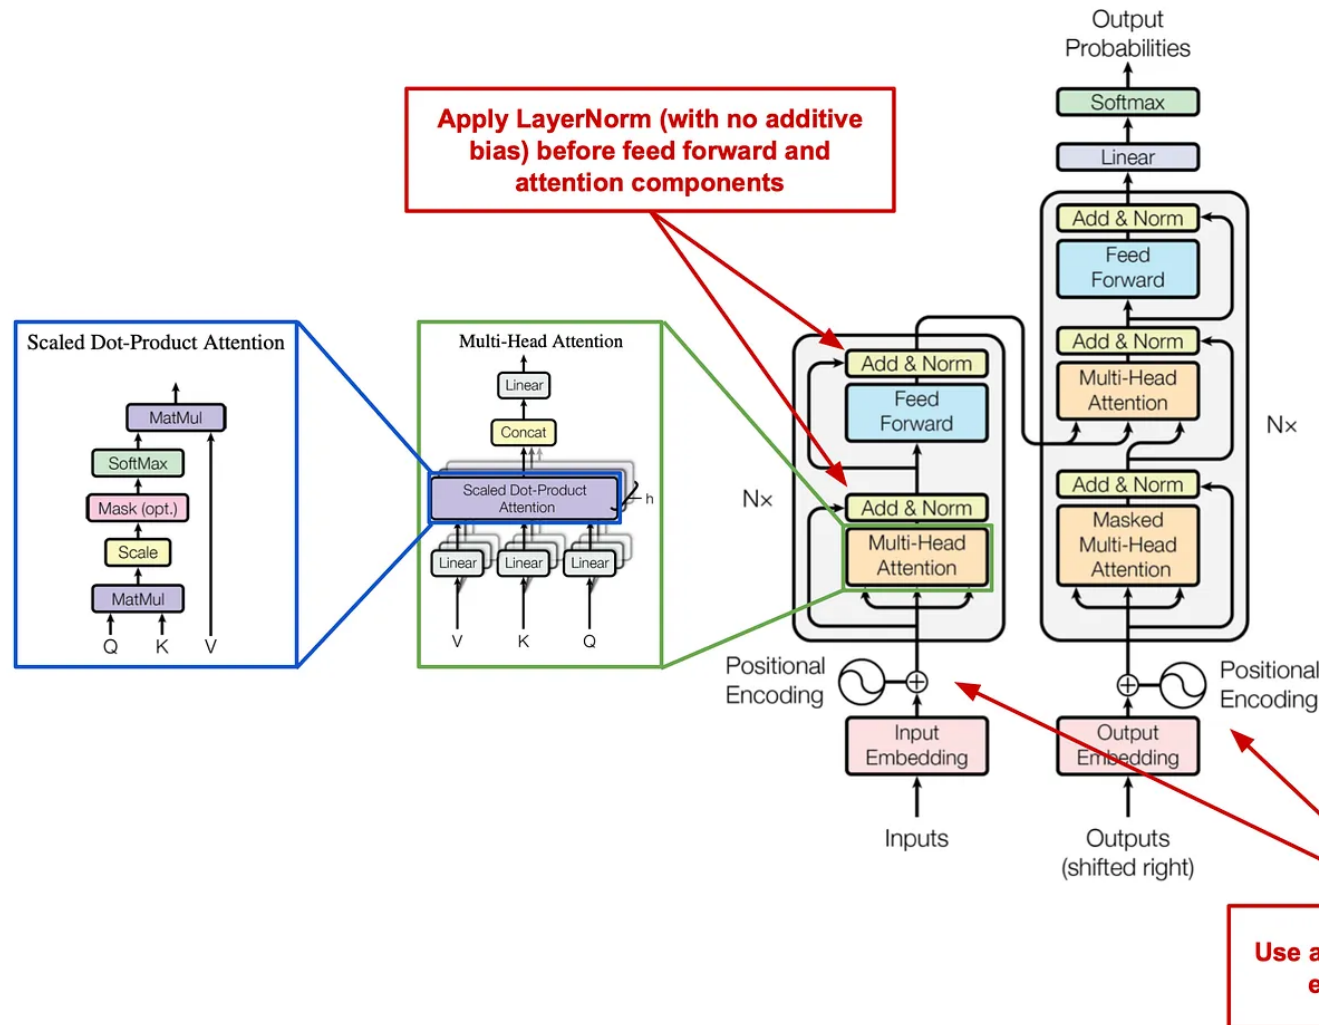 Output
Probabilities
Softmax
Linear
Add & Norm
Feed
Forward
Add & Norm
Multi-Head
Attention
Nx
Add & Norm
Masked
Multi-Head
Attention
Positional
Encoding
Output
Embedding
Outputs
(shifted right)
Apply LayerNorm (with no additive
bias) before feed forward and
attention components
Add & Norm
Feed
Forward
Nx
Add & Norm
Multi-Head
Attention
Positional
Encoding
Input
Embedding
Inputs
Scaled Dot-Product Attention
MatMul
SoftMax
Mask (opt.)
Scale
MatMul
Q K V
Multi-Head Attention
Linear
Concat
Scaled Dot-Product
Attention
h
Linear Linear Linear
V K Q
Use a
e